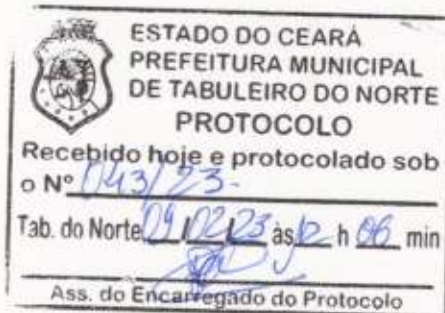 ESTADO DO CEARÁ
PREFEITURA MUNICIPAL
DE TABULEIRO DO NORTE
PROTOCOLO
Recebido hoje e protocolado sob
o Nº 043/23-
Tab. do Norte 09/02/23 às 12 h 06 min
Ass. do Encarregado do Protocolo